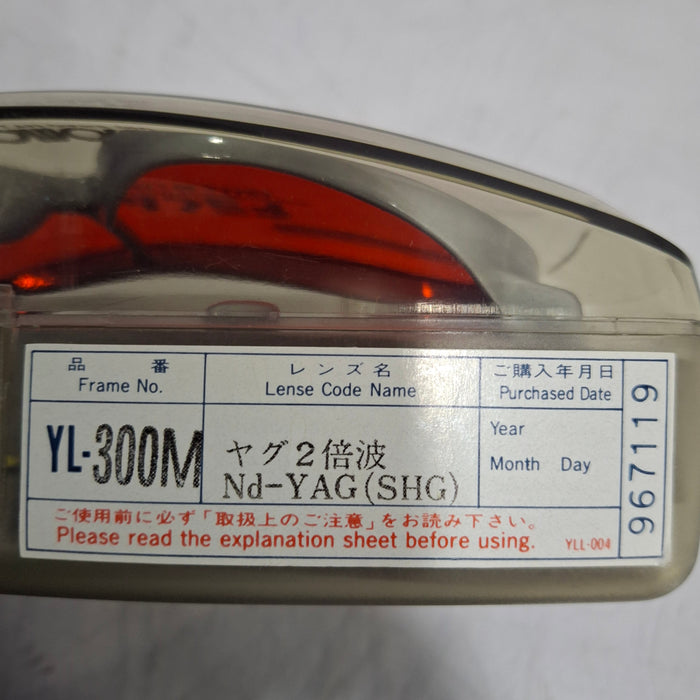 品番 レンズ名 ご購入年月日
Frame No. Lense Code Name Purchased Date
YL-300M
ヤグ2倍波
Nd-YAG(SHG)
Year
Month Day
967119
ご使用前に必ず「取扱上のご注意」をお読み下さい。
Please read the explanation sheet before using. YLL-004